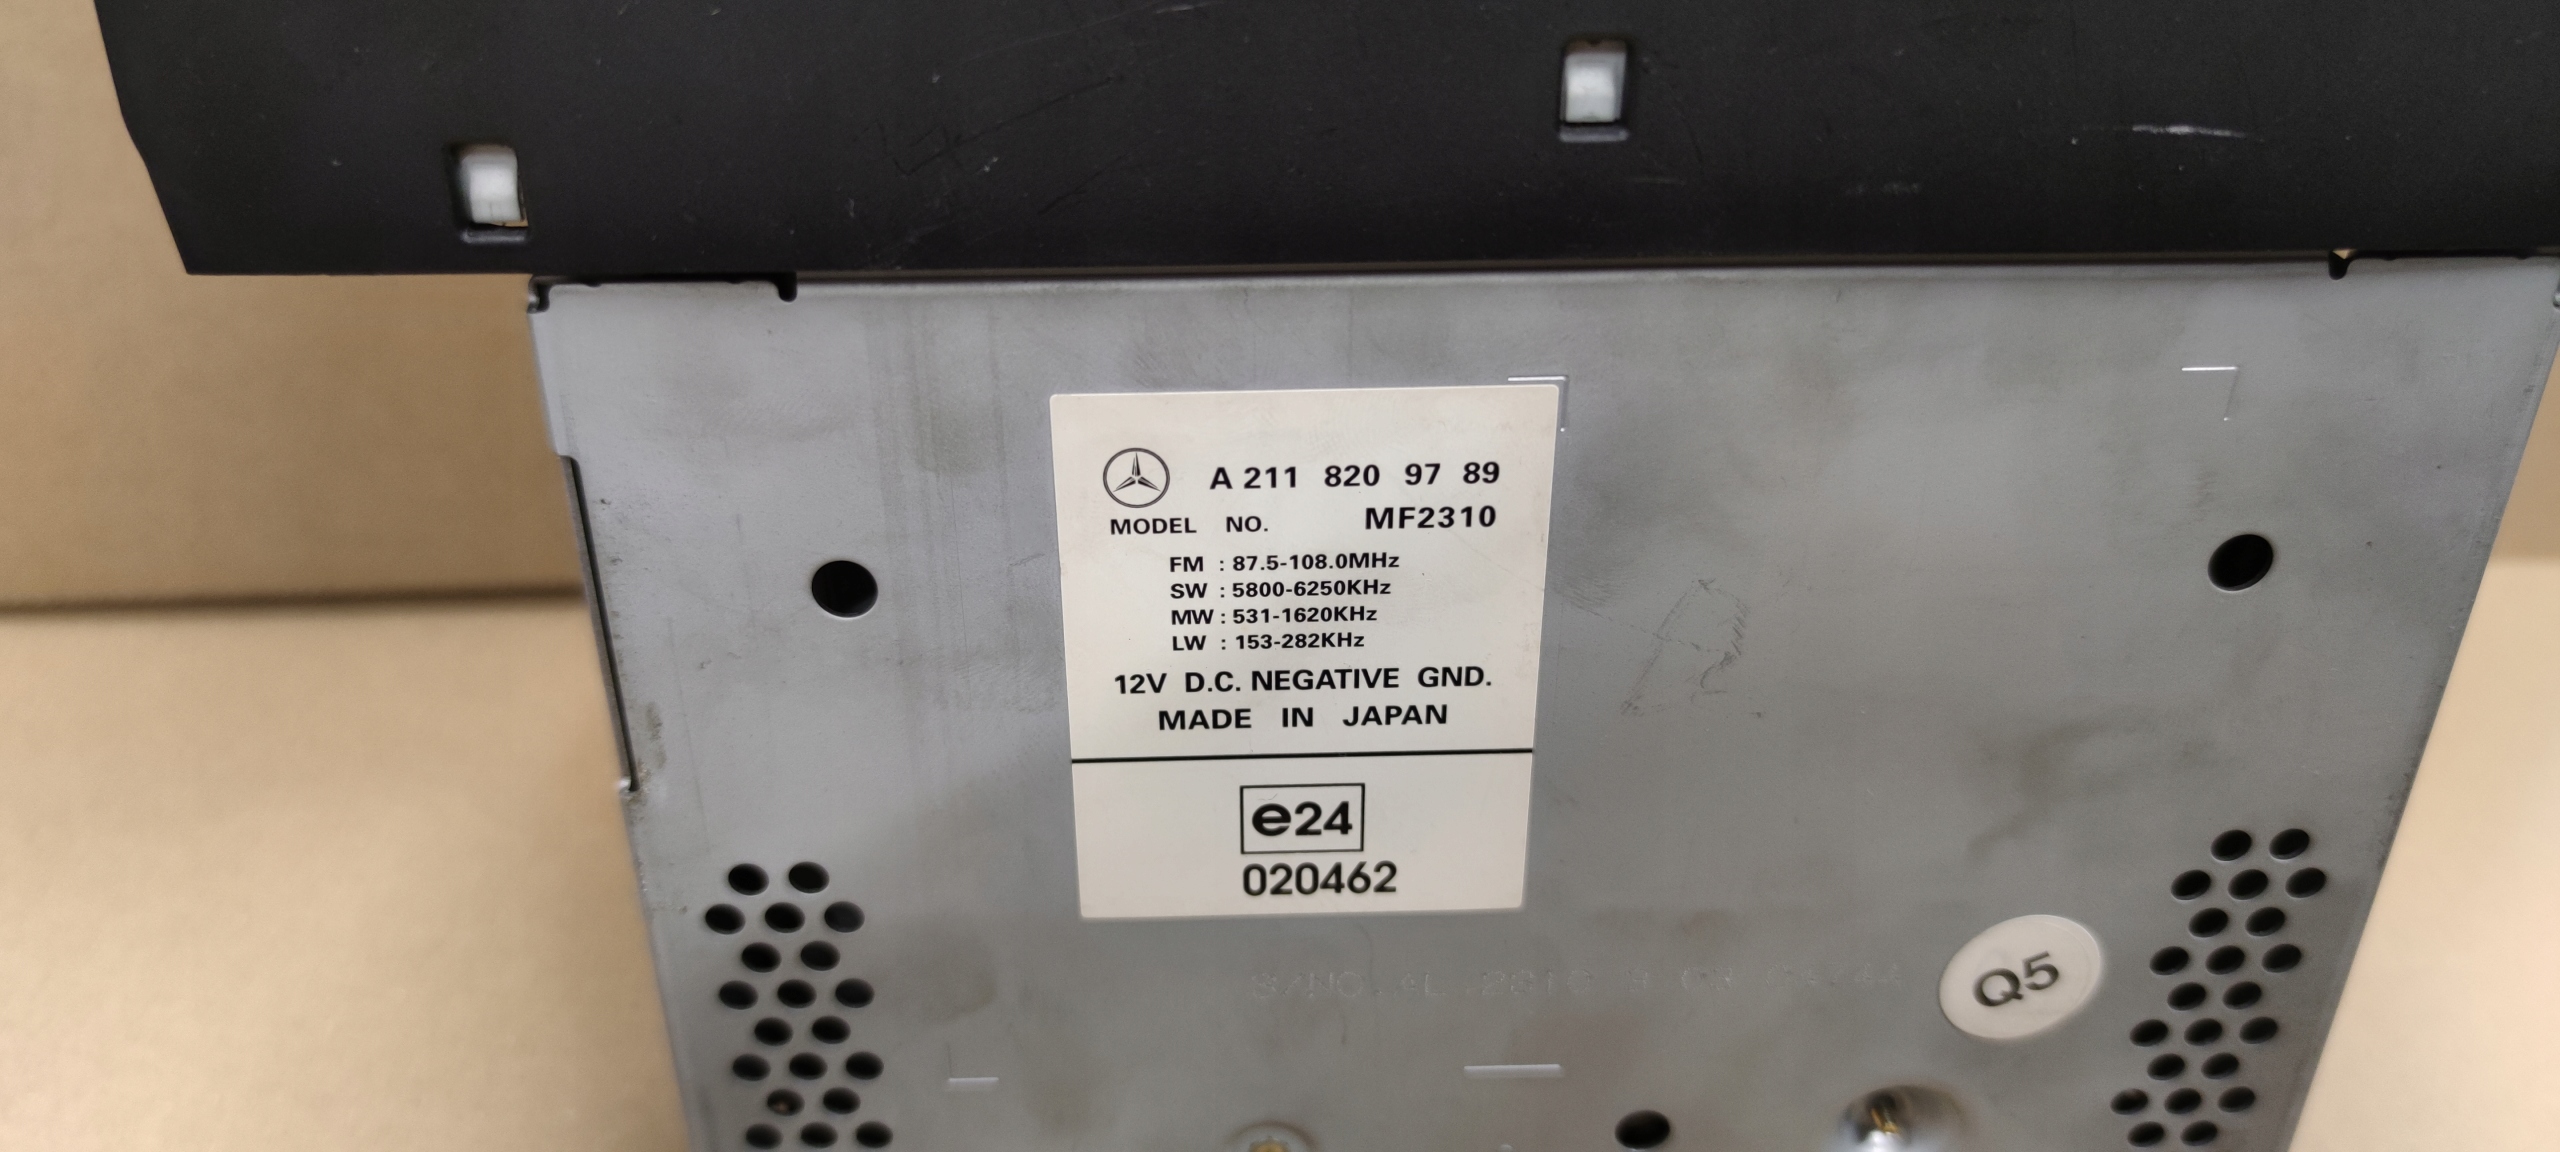 A 211 820 97 89
MODEL NO. MF2310
FM : 87.5-108.0MHz
SW : 5800-6250KHz
MW : 531-1620KHz
LW : 153-282KHz
12V D.C. NEGATIVE GND.
MADE IN JAPAN
e24
020462
S/NO.
Q5